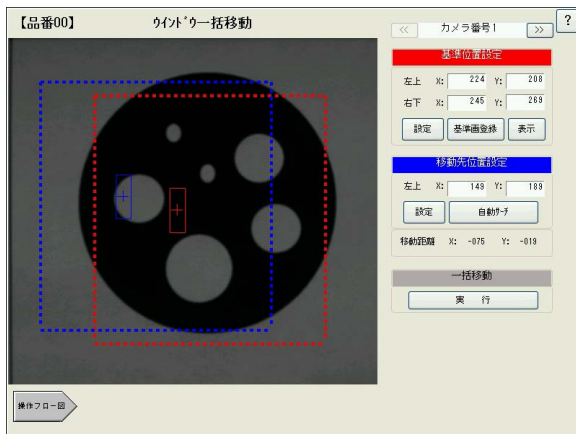 【品番00】 ウインドウ一括移動
<< カメラ番号1 >> ?
基準位置設定
左上 X: 224 Y: 208
右下 X: 245 Y: 269
設定 基準画登録 表示
移動先位置設定
左上 X: 149 Y: 189
設定 自動サーチ
移動距離 X: -075 Y: -019
一括移動
実 行
操作フロー図